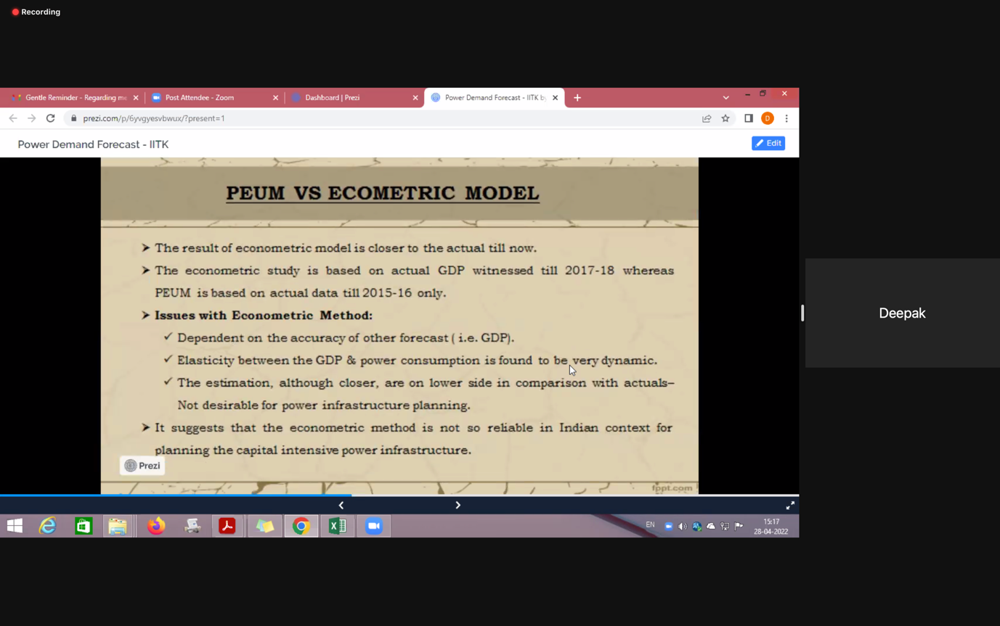 Recording
Gentle Reminder - Regarding me
Post Attendee - Zoom
Dashboard | Prezi
Power Demand Forecast - IITK by
prezi.com/p/6yvgyesvbwux/?present=1
D
Power Demand Forecast - IITK
Edit
PEUM VS ECOMETRIC MODEL
➤ The result of econometric model is closer to the actual till now.
➤ The econometric study is based on actual GDP witnessed till 2017-18 whereas
PEUM is based on actual data till 2015-16 only.
➤ Issues with Econometric Method:
✓ Dependent on the accuracy of other forecast ( i.e. GDP).
✓ Elasticity between the GDP & power consumption is found to be very dynamic.
✓ The estimation, although closer, are on lower side in comparison with actuals–
Not desirable for power infrastructure planning.
➤ It suggests that the econometric method is not so reliable in Indian context for
planning the capital intensive power infrastructure.
Prezi
fppt.com
Deepak
EN
15:17
28-04-2022